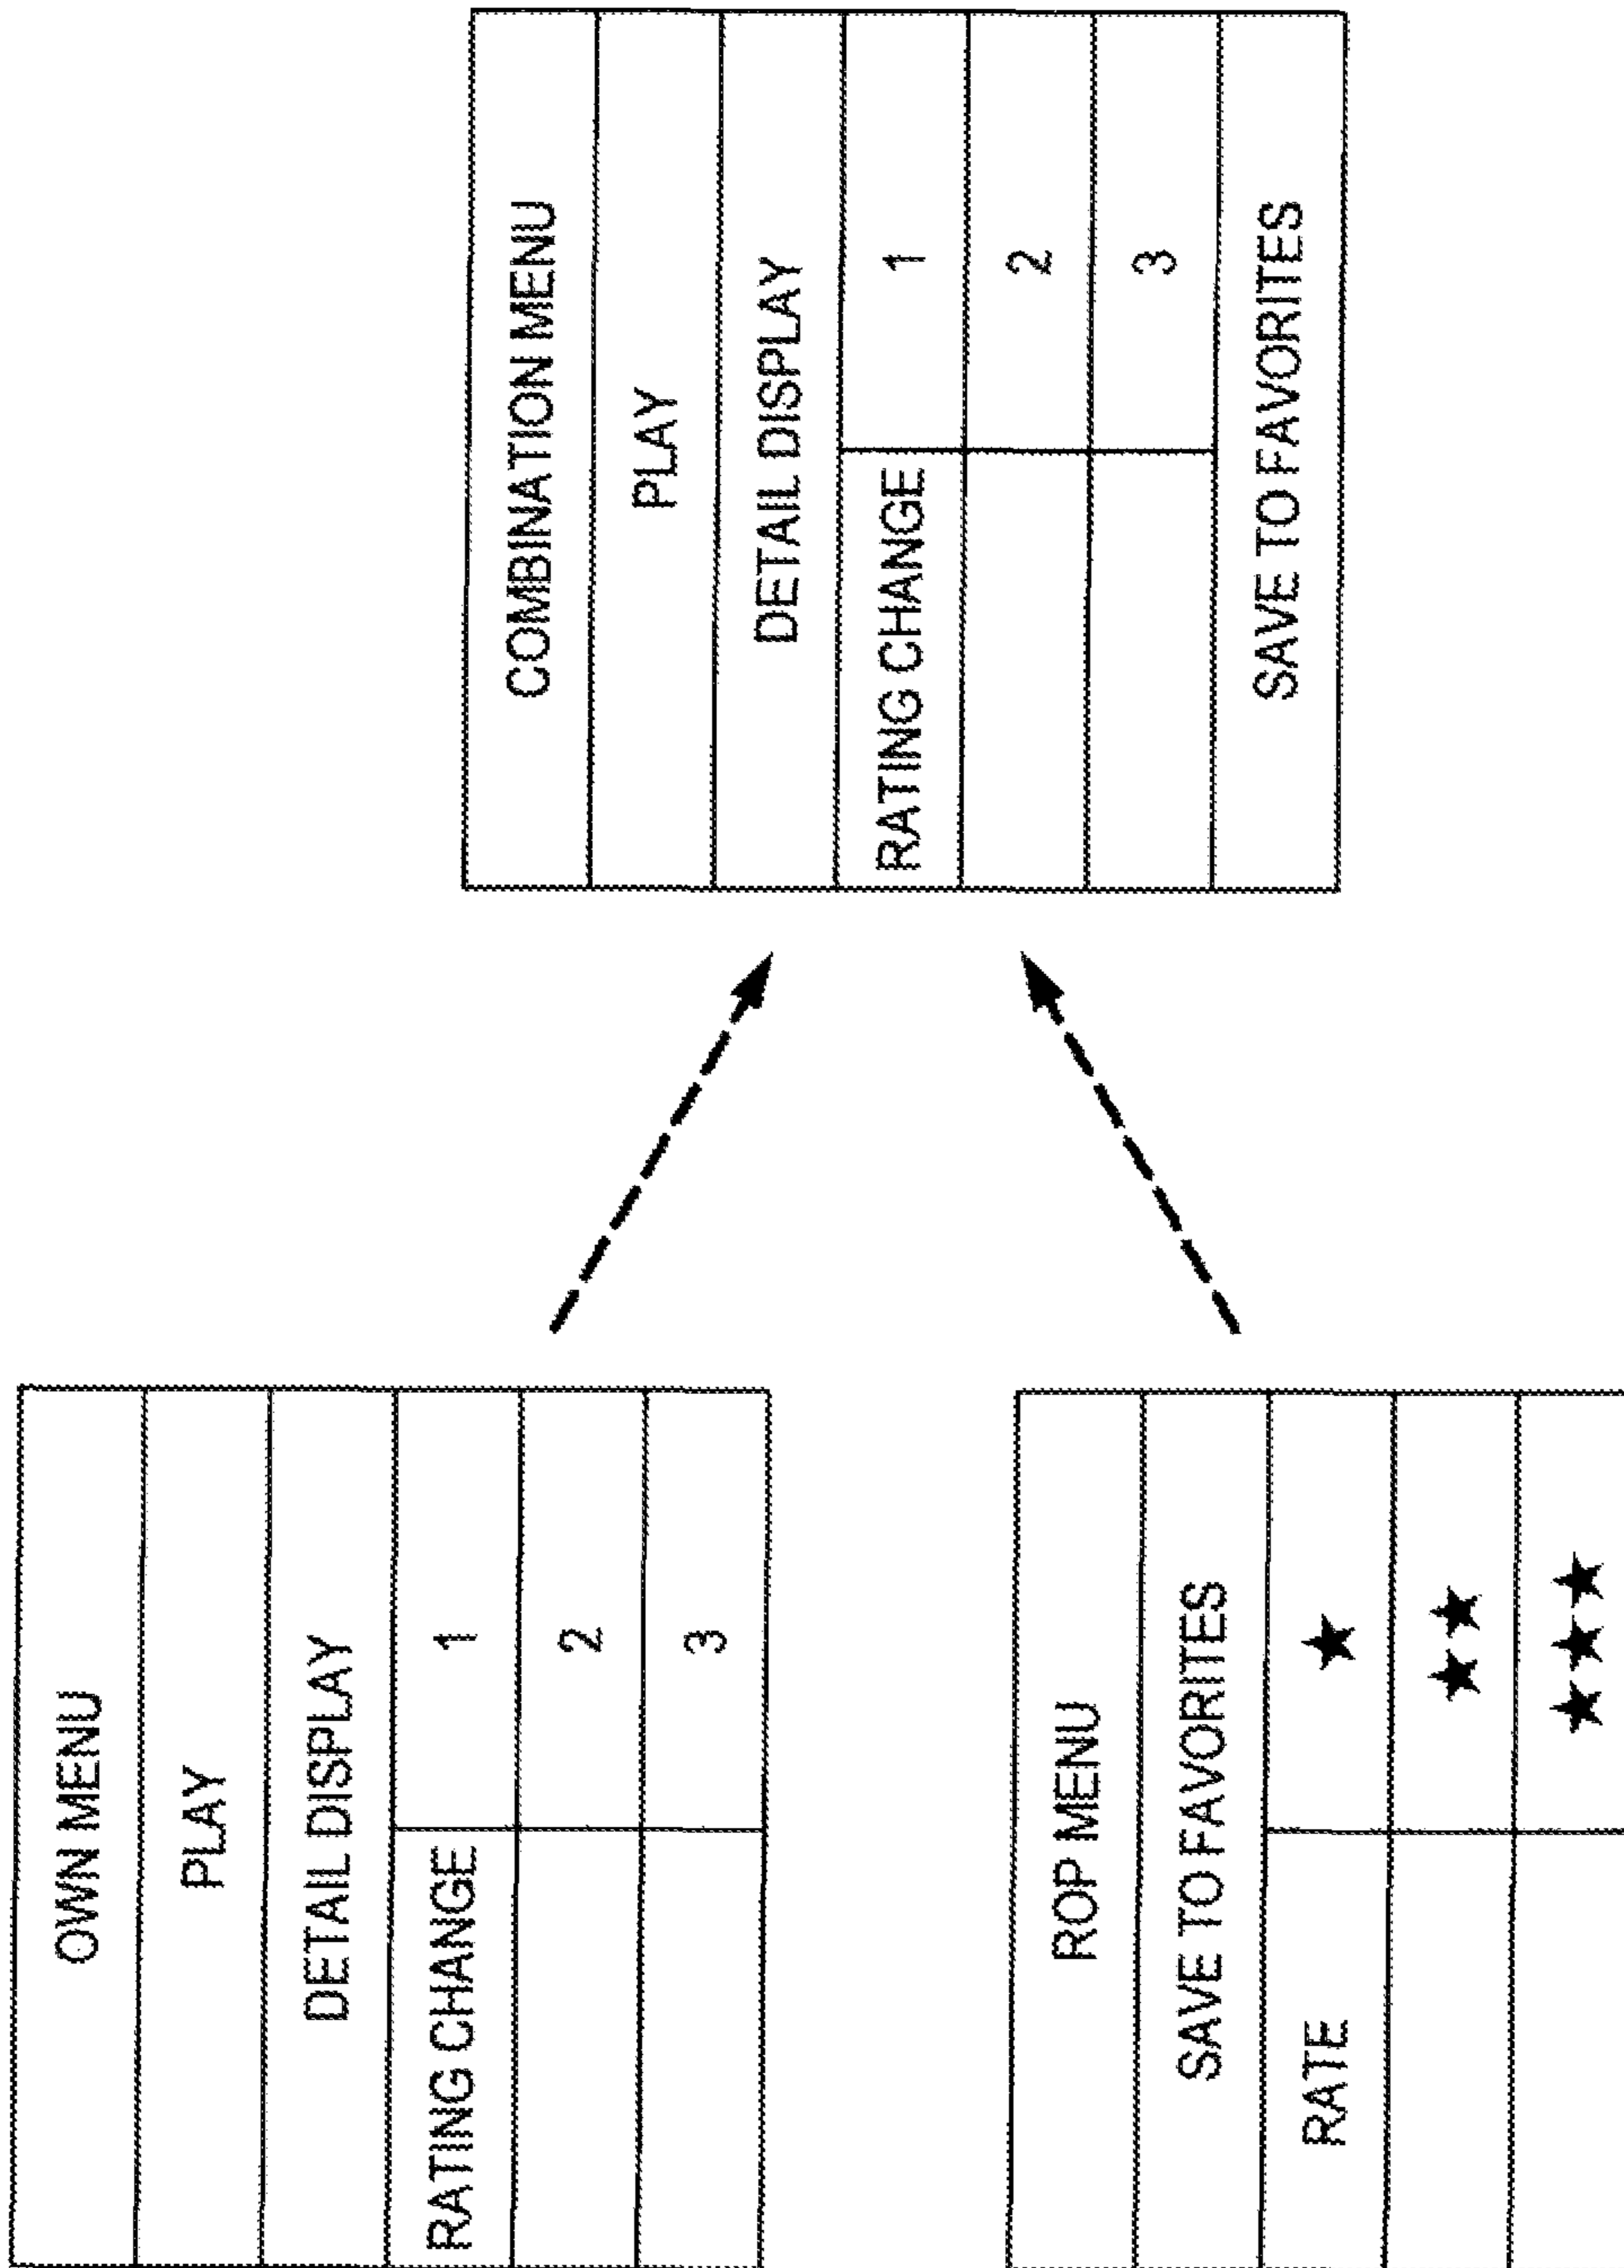 OWN MENU
PLAY
DETAIL DISPLAY
RATING CHANGE 1
2
3
ROP MENU
SAVE TO FAVORITES
RATE ★
★★
★★★
COMBINATION MENU
PLAY
DETAIL DISPLAY
RATING CHANGE 1
2
3
SAVE TO FAVORITES